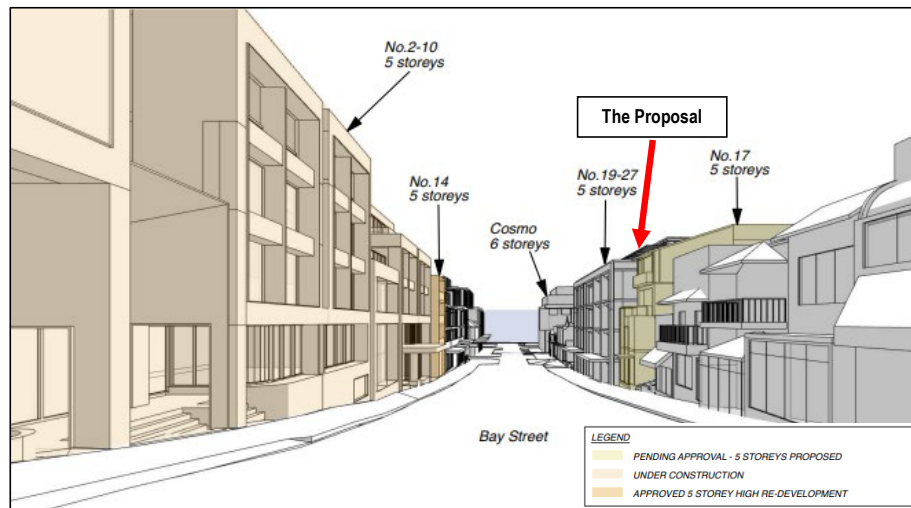 No.2-10
5 storeys
The Proposal
No.17
5 storeys
No.14
5 storeys
No.19-27
5 storeys
Cosmo
6 storeys
Bay Street
LEGEND
PENDING APPROVAL - 5 STOREYS PROPOSED
UNDER CONSTRUCTION
APPROVED 5 STOREY HIGH RE-DEVELOPMENT